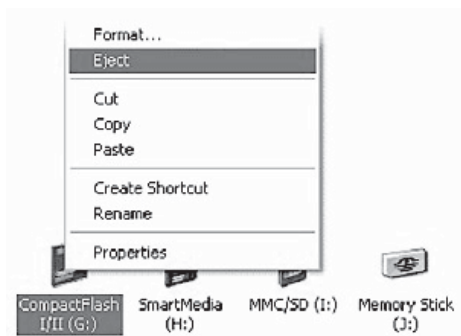 Format...
Eject
Cut
Copy
Paste
Create Shortcut
Rename
Properties
CompactFlash
I/II (G:)
SmartMedia
(H:)
MMC/SD (I:)
Memory Stick
(J:)